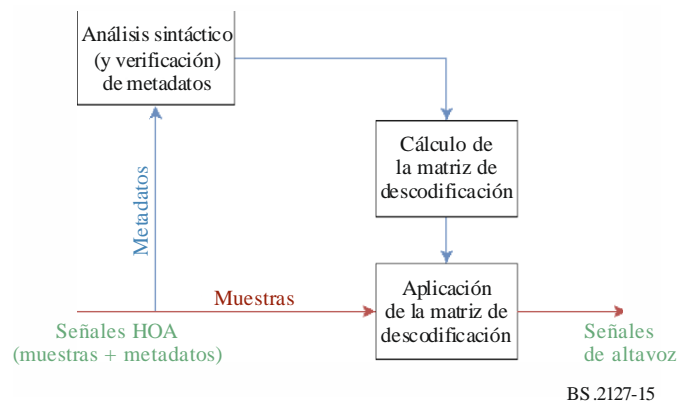 Análisis sintáctico
(y verificación)
de metadatos
Cálculo de
la matriz de
descodificación
Metadatos
Muestras
Aplicación
de la matriz de
descodificación
Señales HOA
(muestras + metadatos)
Señales
de altavoz
BS.2127-15